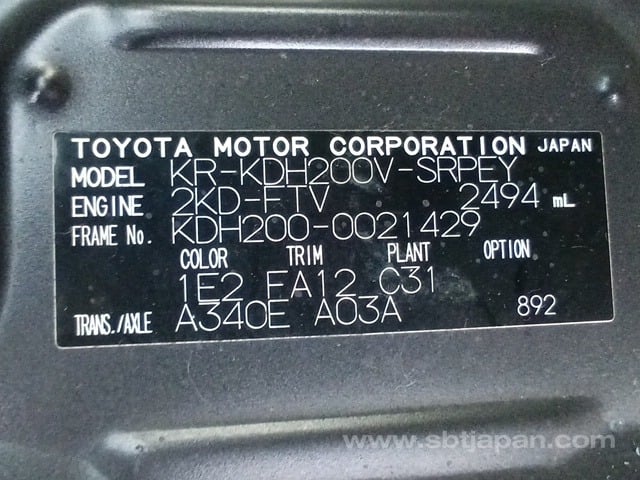 TOYOTA MOTOR CORPORATION JAPAN
MODEL KR-KDH200V-SRPEY
ENGINE 2KD-FTV 2494 mL
FRAME No. KDH200-0021429
COLOR TRIM PLANT OPTION
1E2 FA12 C31
TRANS./AXLE A340E A03A 892
www.sbtjapan.com